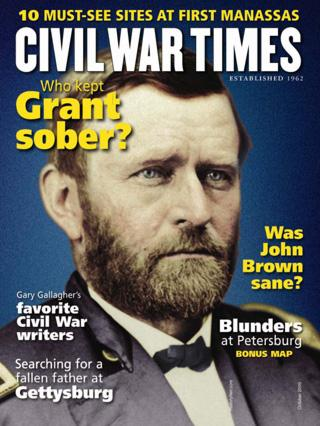 10 MUST-SEE SITES AT FIRST MANASSAS
CIVIL WAR TIMES
ESTABLISHED 1962
Who kept
Grant
sober?
Was
John
Brown
sane?
Gary Gallagher's
favorite
Civil War
writers
Blunders
at Petersburg
BONUS MAP
Searching for a
fallen father at
Gettysburg
October 2009